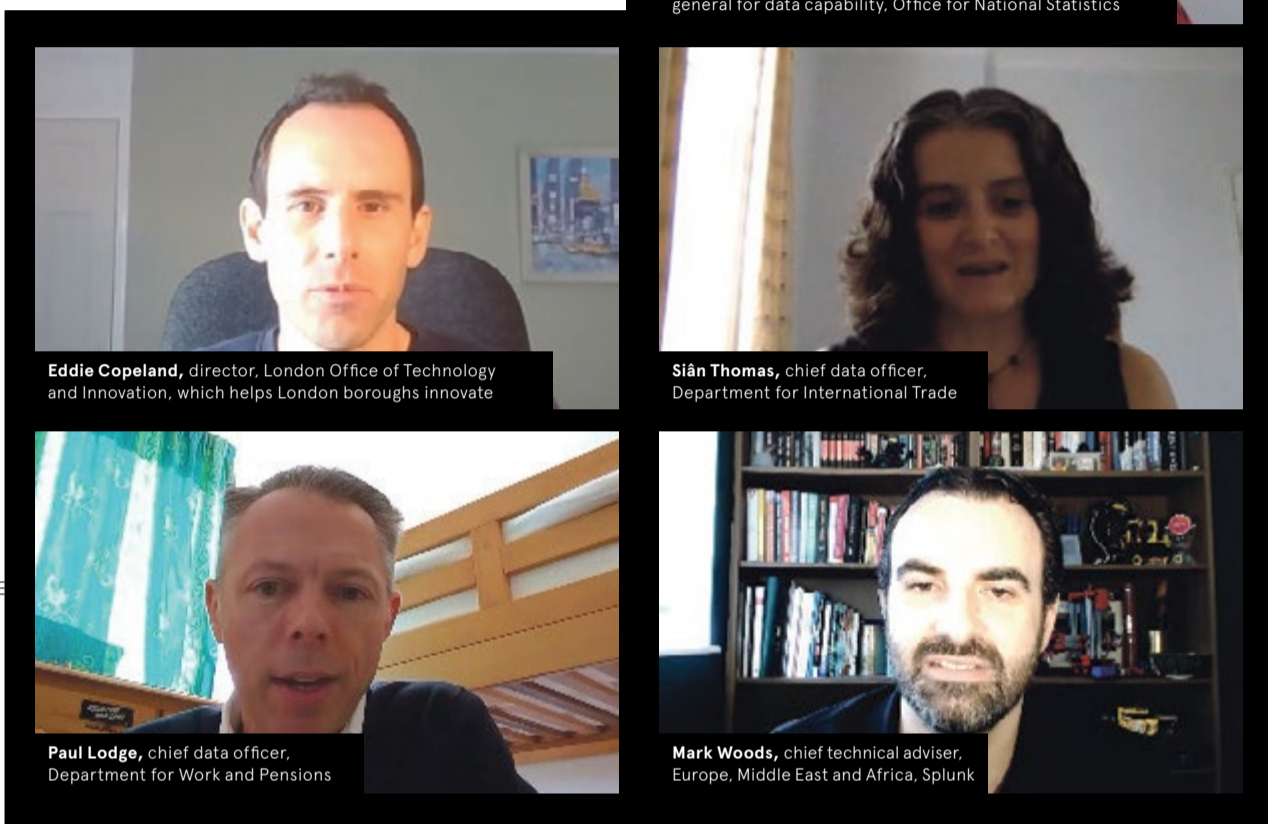 general for data capability, Office for National Statistics
Eddie Copeland, director, London Office of Technology
and Innovation, which helps London boroughs innovate
Siân Thomas, chief data officer,
Department for International Trade
Paul Lodge, chief data officer,
Department for Work and Pensions
Mark Woods, chief technical adviser,
Europe, Middle East and Africa, Splunk